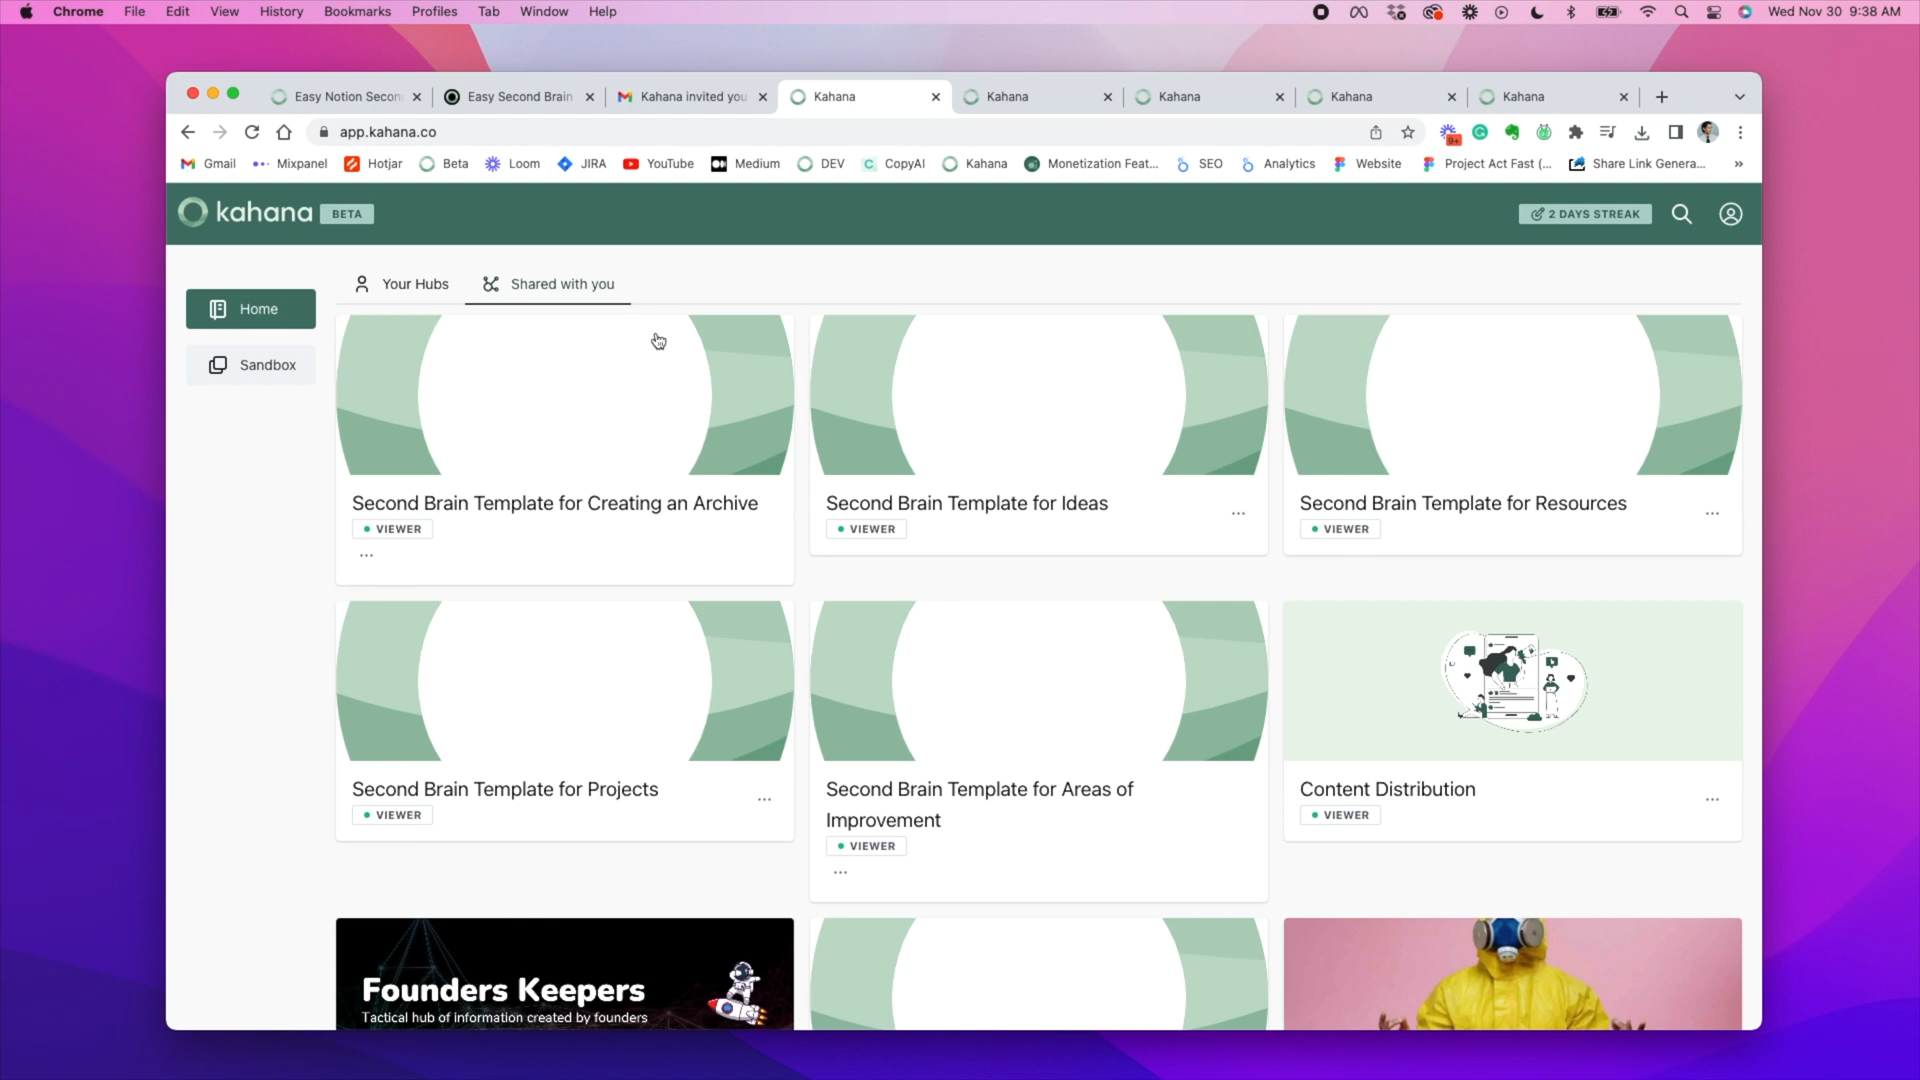 Chrome File Edit View History Bookmarks Profiles Tab Window Help Wed Nov 30 9:38 AM
Easy Notion Secon Easy Second Brain Kahana invited you Kahana Kahana Kahana Kahana Kahana
app.kahana.co
9+
Gmail Mixpanel Hotjar Beta Loom JIRA YouTube Medium DEV CopyAI Kahana Monetization Feat... SEO Analytics Website Project Act Fast (... Share Link Genera... »
kahana BETA 2 DAYS STREAK
Your Hubs Shared with you
Home
Sandbox
Second Brain Template for Creating an Archive
VIEWER
...
Second Brain Template for Ideas
VIEWER
...
Second Brain Template for Resources
VIEWER
...
Second Brain Template for Projects
VIEWER
...
Second Brain Template for Areas of
Improvement
VIEWER
...
Content Distribution
VIEWER
...
Founders Keepers
Tactical hub of information created by founders